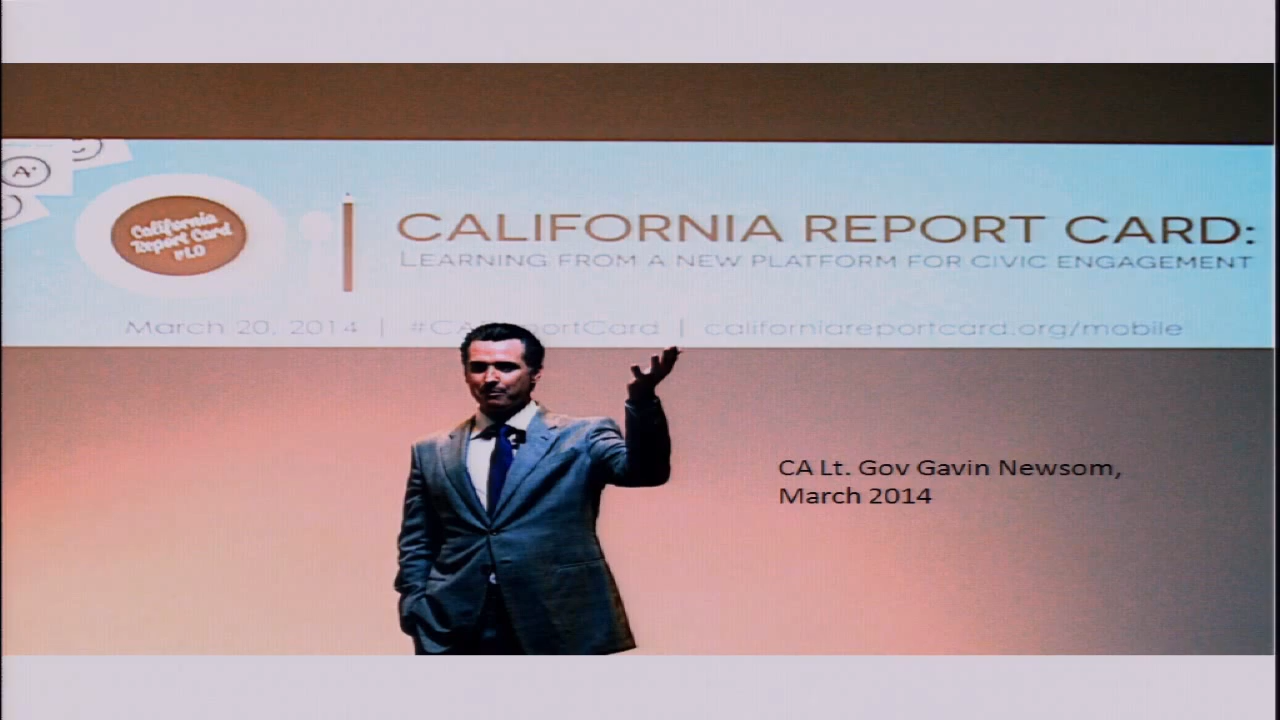 A+
California
Report Card
v1.0
CALIFORNIA REPORT CARD:
LEARNING FROM A NEW PLATFORM FOR CIVIC ENGAGEMENT
March 20, 2014 | #CAReportCard | californiareportcard.org/mobile
CA Lt. Gov Gavin Newsom,
March 2014